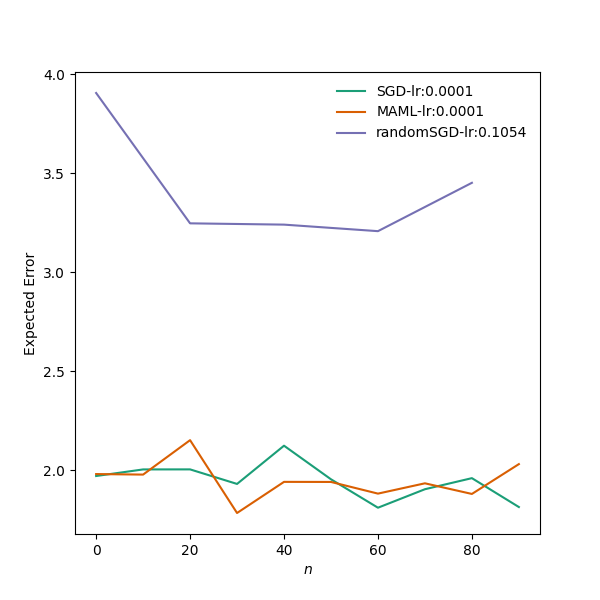 SGD-lr:0.0001
MAML-lr:0.0001
randomSGD-lr:0.1054
4.0
3.5
3.0
2.5
2.0
Expected Error
0 20 40 60 80
n